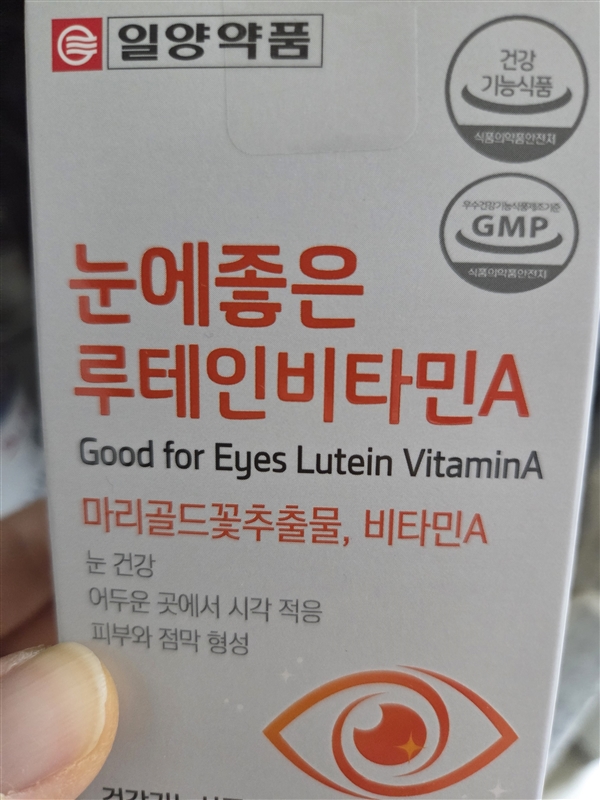 일양약품
건강
기능식품
식품의약품안전처
우수건강기능식품제조기준
GMP
식품의약품안전처
눈에좋은
루테인비타민A
Good for Eyes Lutein VitaminA
마리골드꽃추출물, 비타민A
눈 건강
어두운 곳에서 시각 적응
피부와 점막 형성